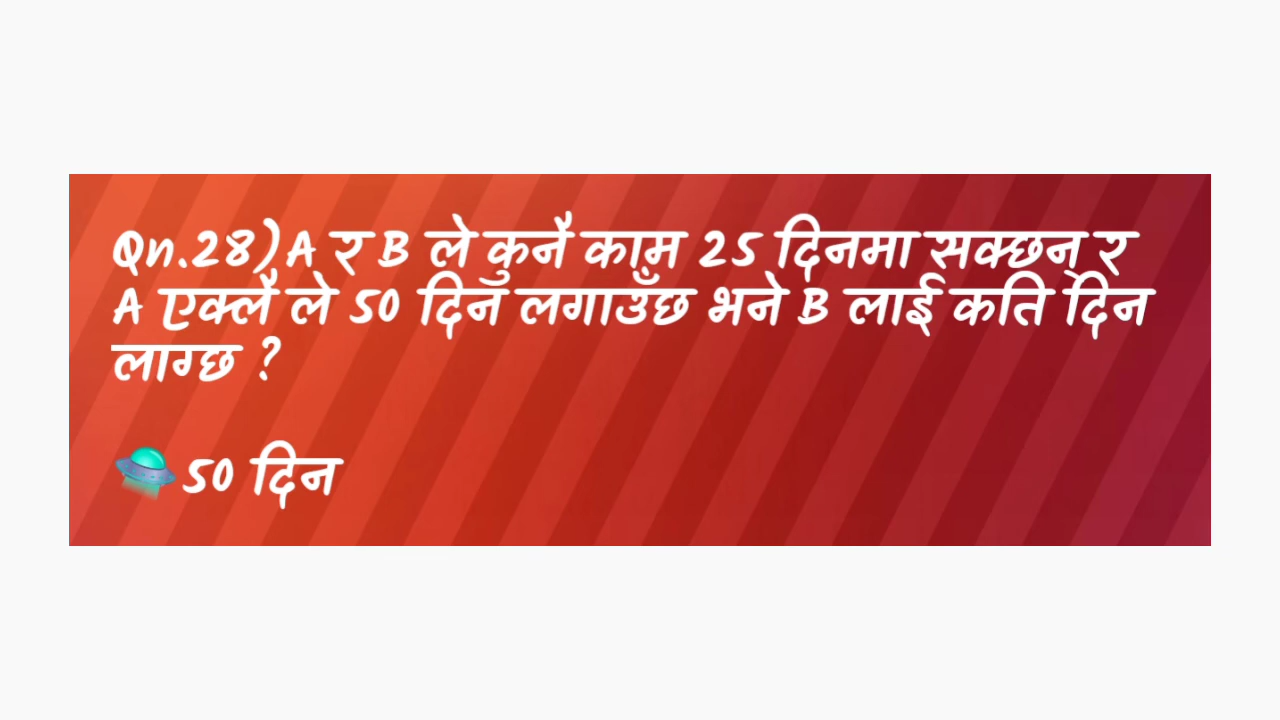 Qn.28)A र B ले कुनै काम 25 दिनमा सक्छन् र
A एक्लै ले 50 दिन लगाउँछ भने B लाई कति दिन
लाग्छ ?
50 दिन